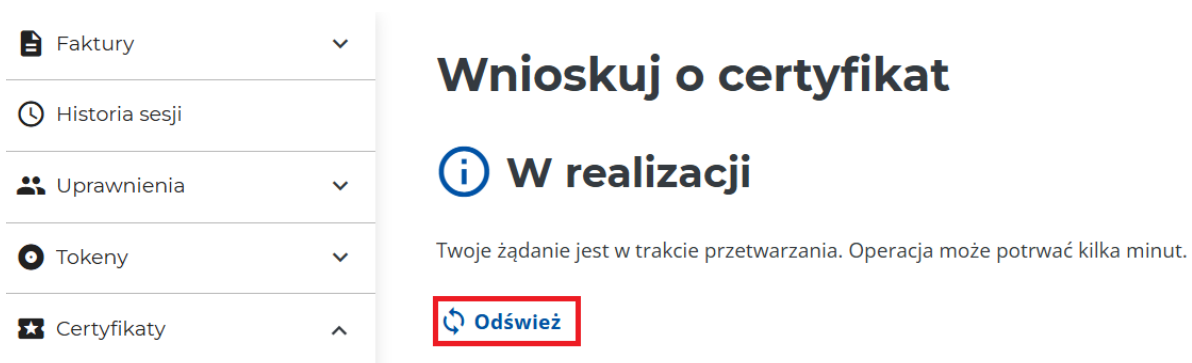 Faktury
Historia sesji
Uprawnienia
Tokeny
Certyfikaty
Wnioskuj o certyfikat
W realizacji
Twoje żądanie jest w trakcie przetwarzania. Operacja może potrwać kilka minut.
Odśwież